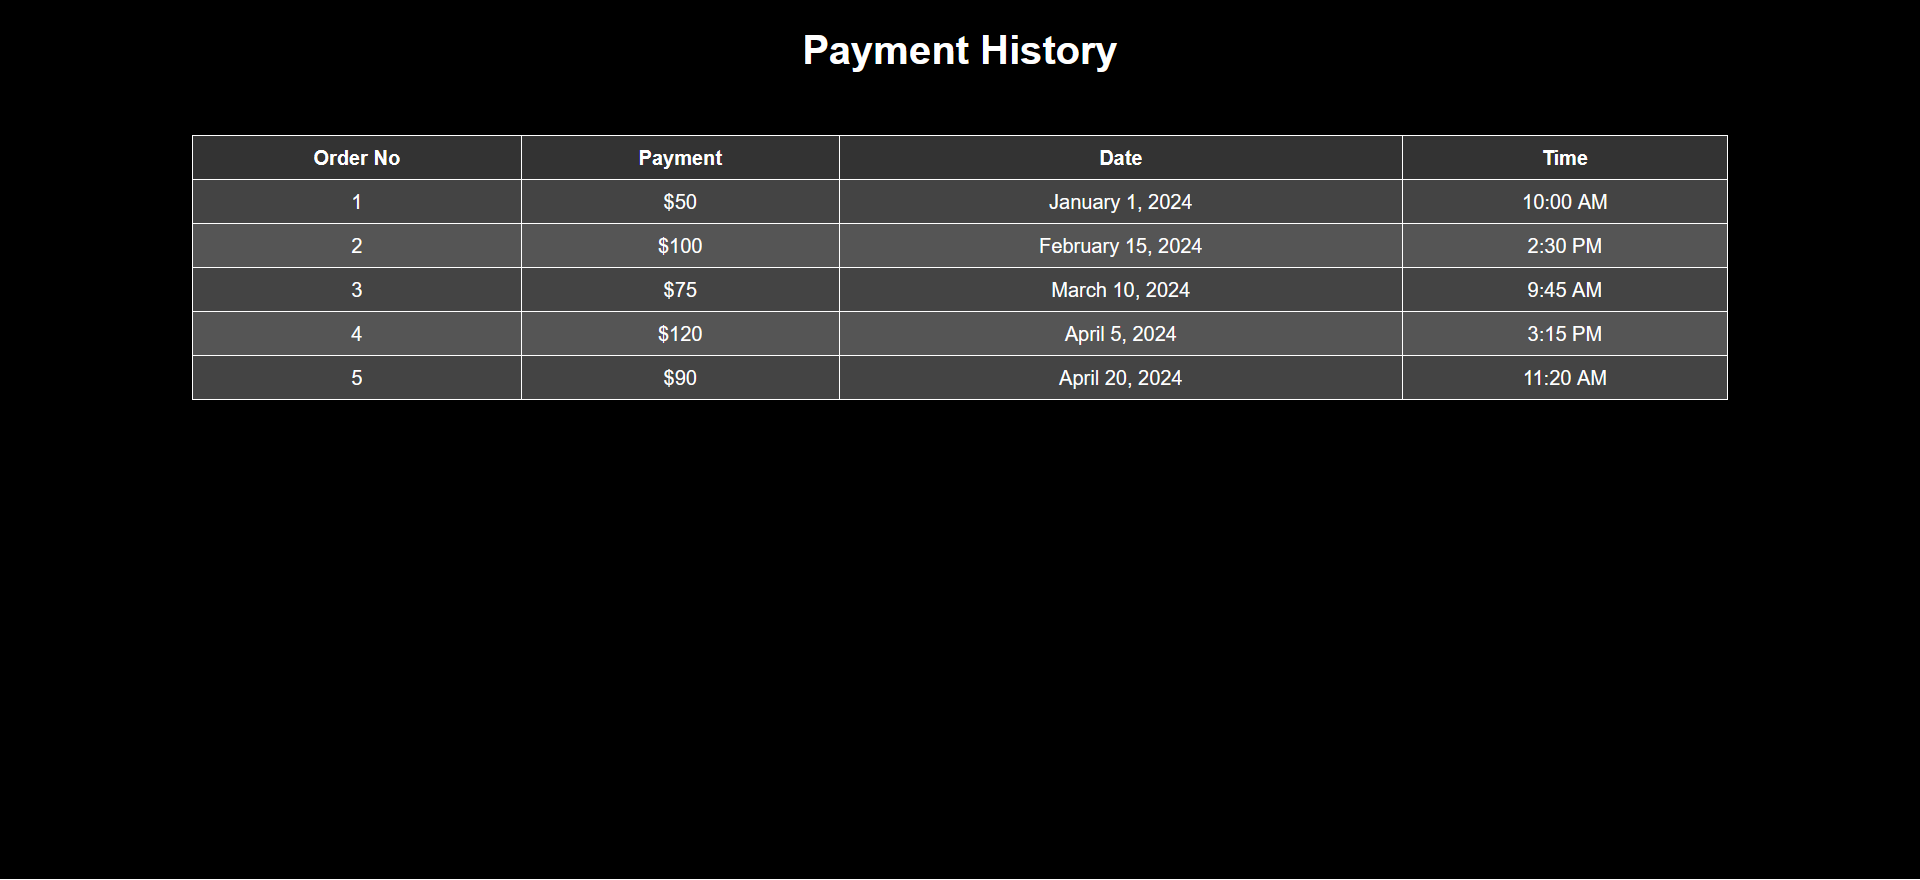 Payment History
Order No Payment Date Time
1 $50 January 1, 2024 10:00 AM
2 $100 February 15, 2024 2:30 PM
3 $75 March 10, 2024 9:45 AM
4 $120 April 5, 2024 3:15 PM
5 $90 April 20, 2024 11:20 AM